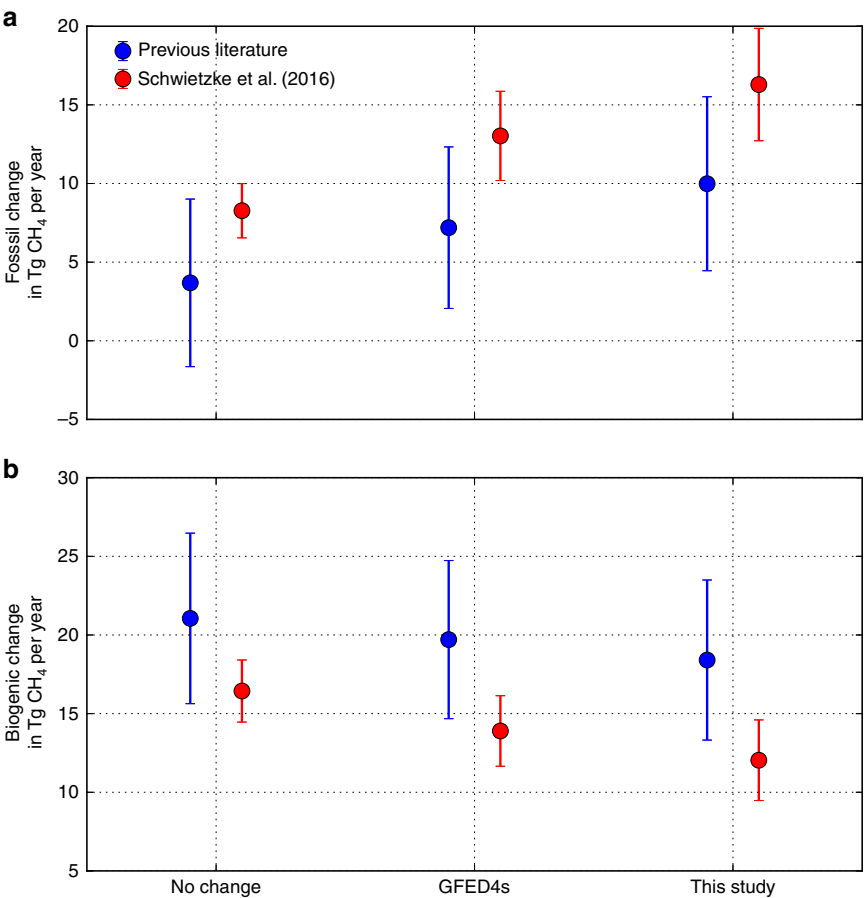 a
20
15
10
5
0
–5
Fosssil change
in Tg CH4 per year
Previous literature
Schwietzke et al. (2016)
b
30
25
20
15
10
5
Biogenic change
in Tg CH4 per year
No change
GFED4s
This study